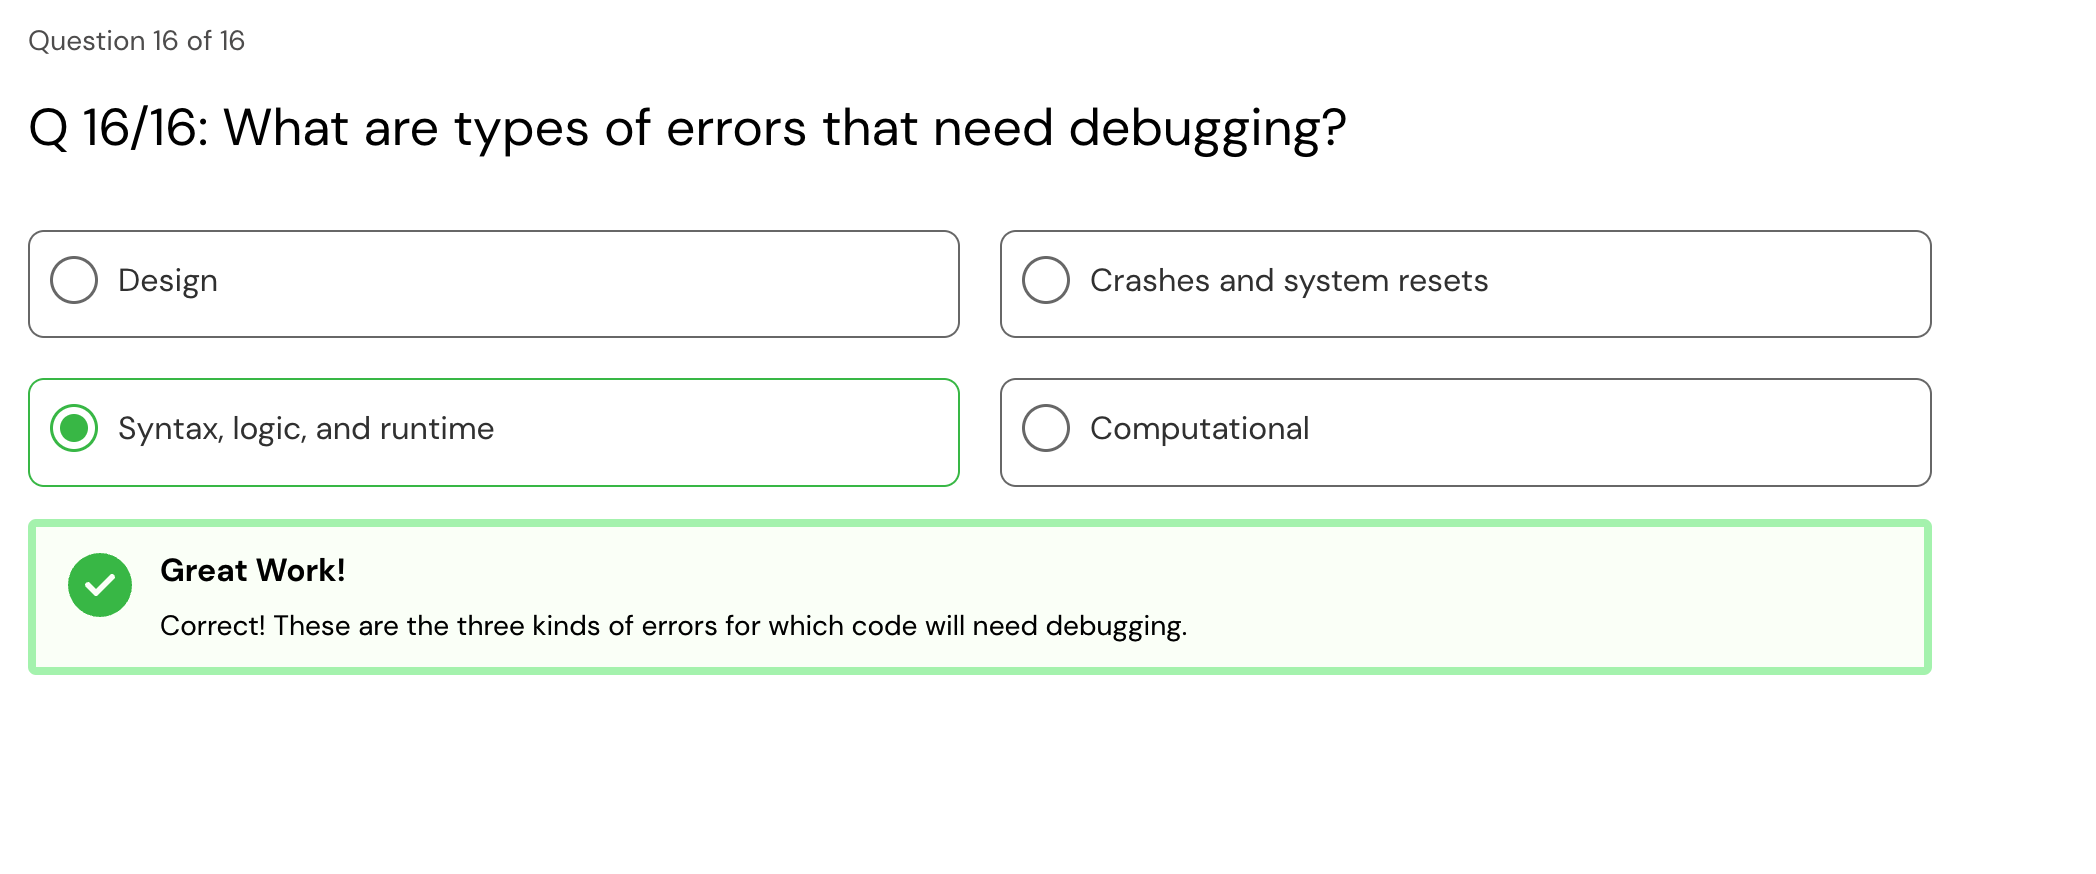 Question 16 of 16
Q 16/16: What are types of errors that need debugging?
Design
Crashes and system resets
Syntax, logic, and runtime
Computational
Great Work!
Correct! These are the three kinds of errors for which code will need debugging.